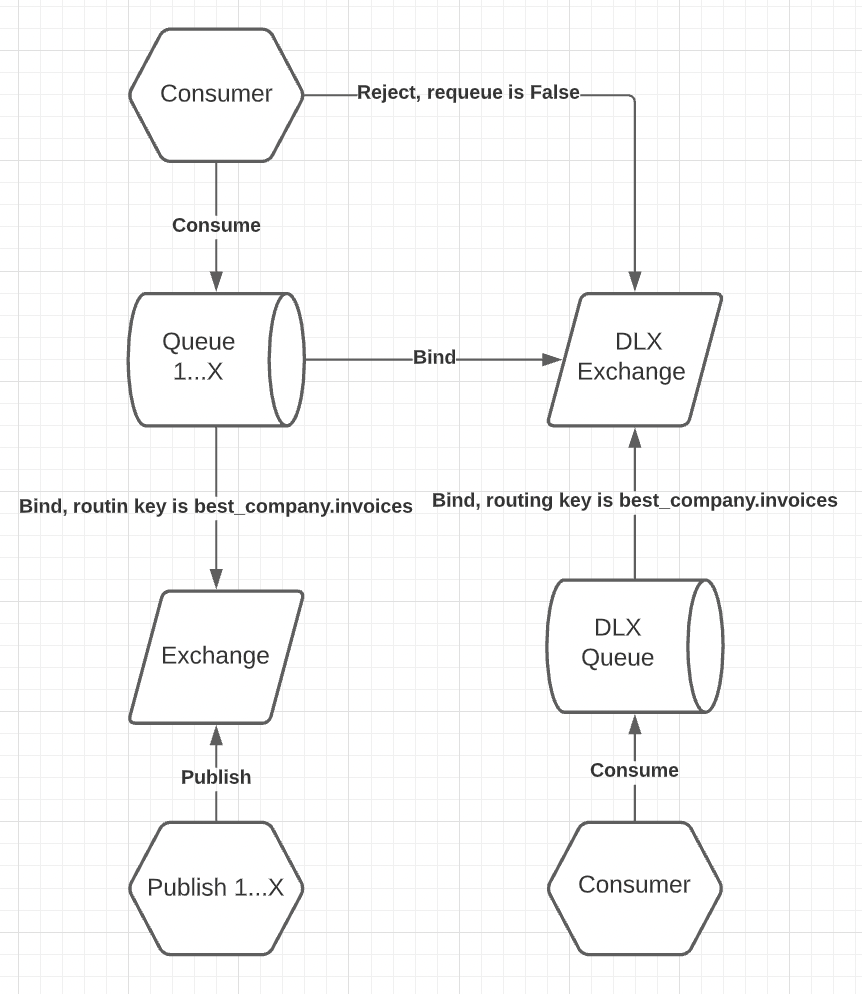 Consumer
Reject, requeue is False
Consume
Queue
1...X
Bind
DLX
Exchange
Bind, routin key is best_company.invoices
Bind, routing key is best_company.invoices
Exchange
DLX
Queue
Publish
Consume
Publish 1...X
Consumer